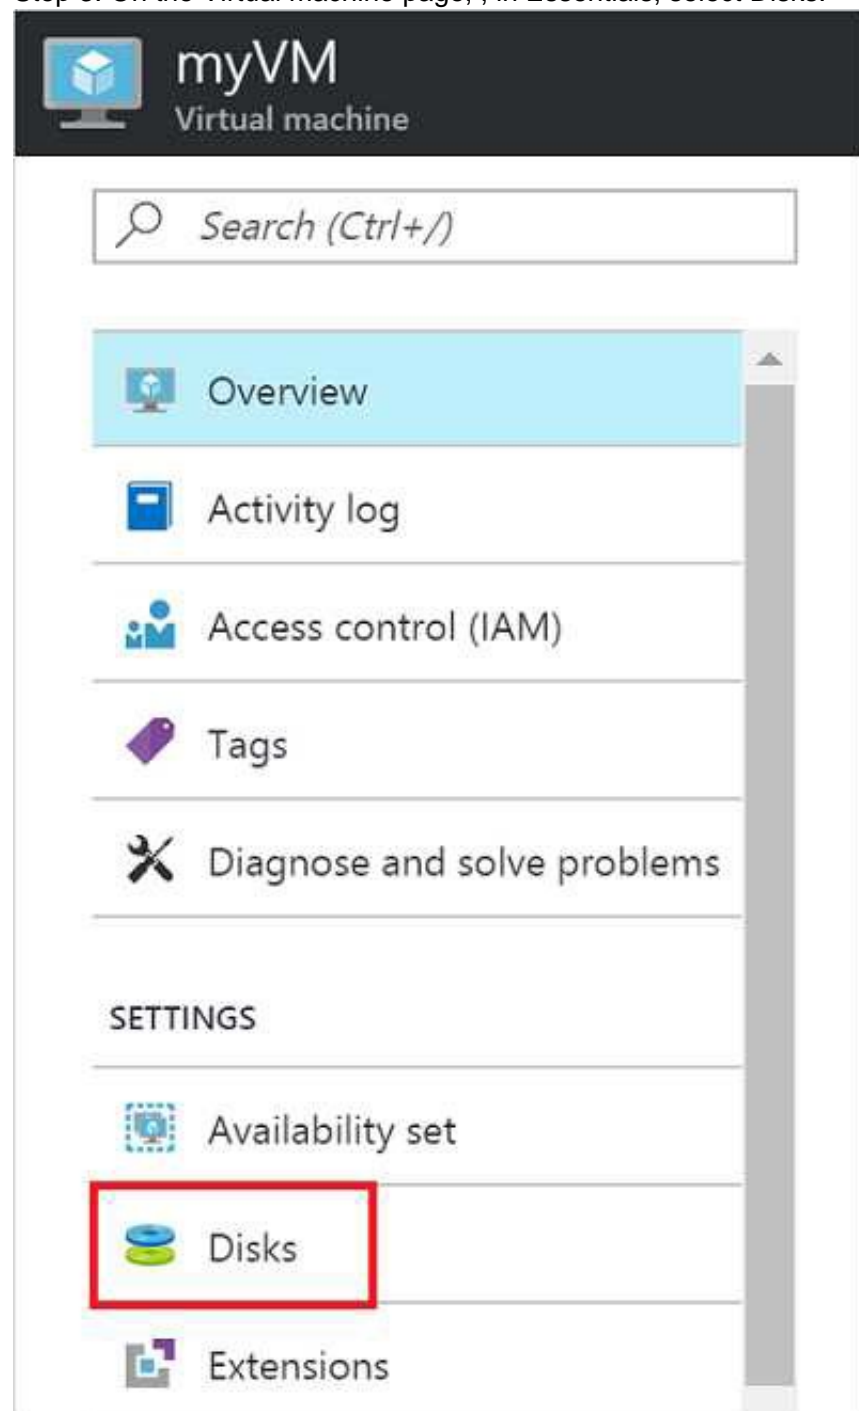 Step 3: On the Virtual machine page, , in Essentials, select Disks.
myVM
Virtual machine
Search (Ctrl+/)
Overview
Activity log
Access control (IAM)
Tags
Diagnose and solve problems
SETTINGS
Availability set
Disks
Extensions